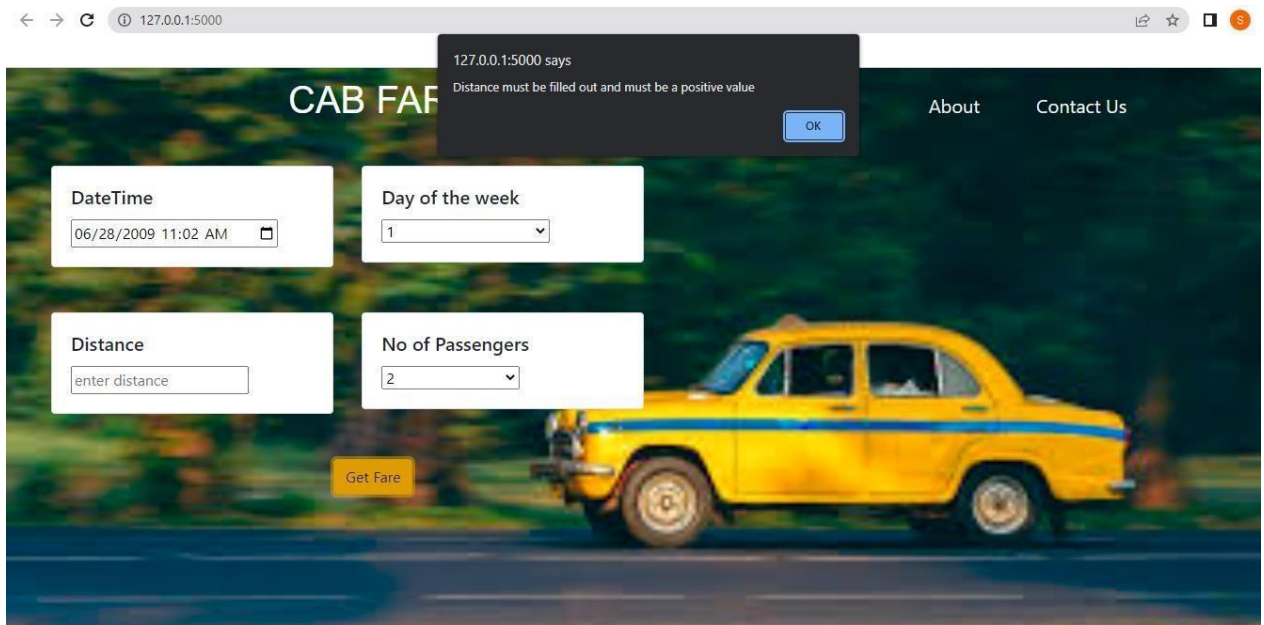 127.0.0.1:5000
S
127.0.0.1:5000 says
Distance must be filled out and must be a positive value
OK
CAB FAR
About
Contact Us
DateTime
Day of the week
06/28/2009 11:02 AM
1
Distance
No of Passengers
enter distance
2
Get Fare